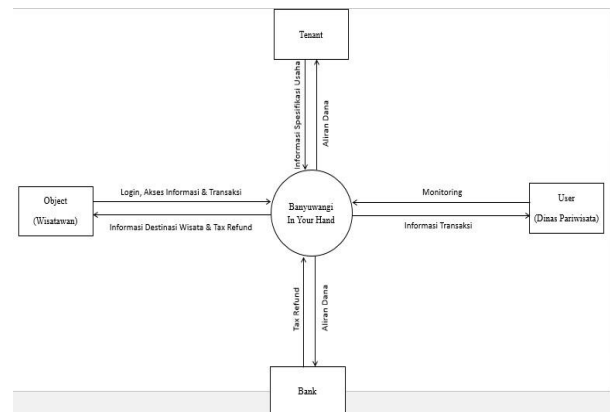 Tenant
Informasi Spesifikasi Usaha
Aliran Dana
Object
(Wisatawan)
Login, Akses Informasi & Transaksi
Informasi Destinasi Wisata & Tax Refund
Banyuwangi
In Your Hand
Monitoring
Informasi Transaksi
User
(Dinas Pariwisata)
Tax Refund
Aliran Dana
Bank